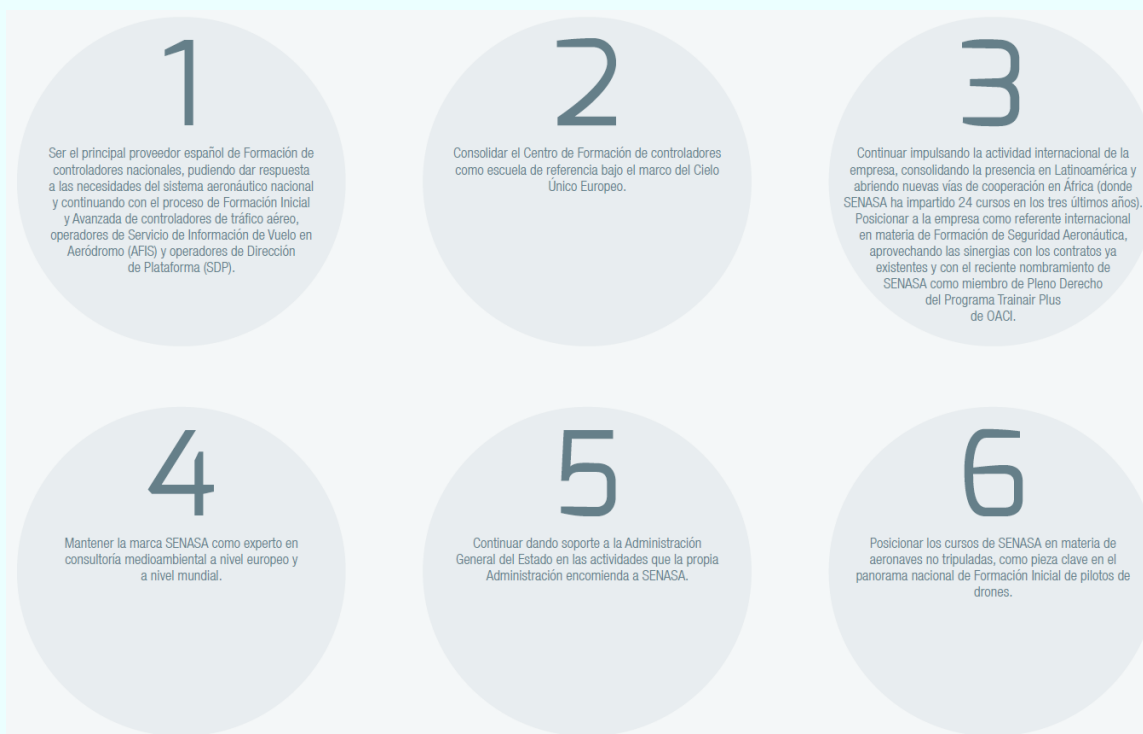 1
Ser el principal proveedor español de Formación de
controladores nacionales, pudiendo dar respuesta
a las necesidades del sistema aeronáutico nacional
y continuando con el proceso de Formación Inicial
y Avanzada de controladores de tráfico aéreo,
operadores de Servicio de Información de Vuelo en
Aeródromo (AFIS) y operadores de Dirección
de Plataforma (SDP).
2
Consolidar el Centro de Formación de controladores
como escuela de referencia bajo el marco del Cielo
Único Europeo.
3
Continuar impulsando la actividad internacional de la
empresa, consolidando la presencia en Latinoamérica y
abriendo nuevas vías de cooperación en África (donde
SENASA ha impartido 24 cursos en los tres últimos años).
Posicionar a la empresa como referente internacional
en materia de Formación de Seguridad Aeronáutica,
aprovechando las sinergias con los contratos ya
existentes y con el reciente nombramiento de
SENASA como miembro de Pleno Derecho
del Programa Trainair Plus
de OACI.
4
Mantener la marca SENASA como experto en
consultoría medioambiental a nivel europeo y
a nivel mundial.
5
Continuar dando soporte a la Administración
General del Estado en las actividades que la propia
Administración encomienda a SENASA.
6
Posicionar los cursos de SENASA en materia de
aeronaves no tripuladas, como pieza clave en el
panorama nacional de Formación Inicial de pilotos de
drones.